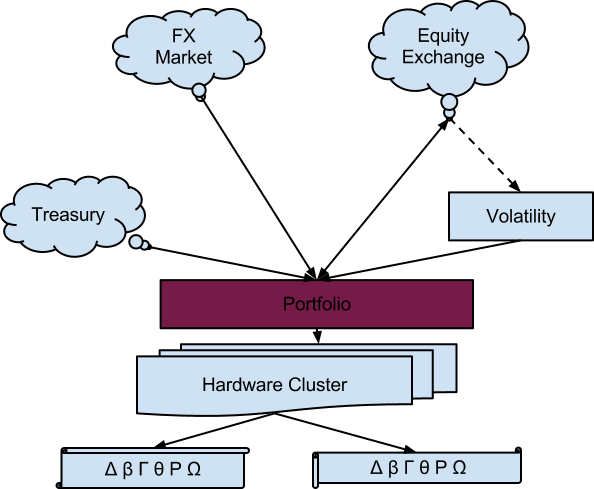 FX
Market
Equity
Exchange
Treasury
Volatility
Portfolio
Hardware Cluster
Δ β Γ θ Ρ Ω
Δ β Γ θ Ρ Ω